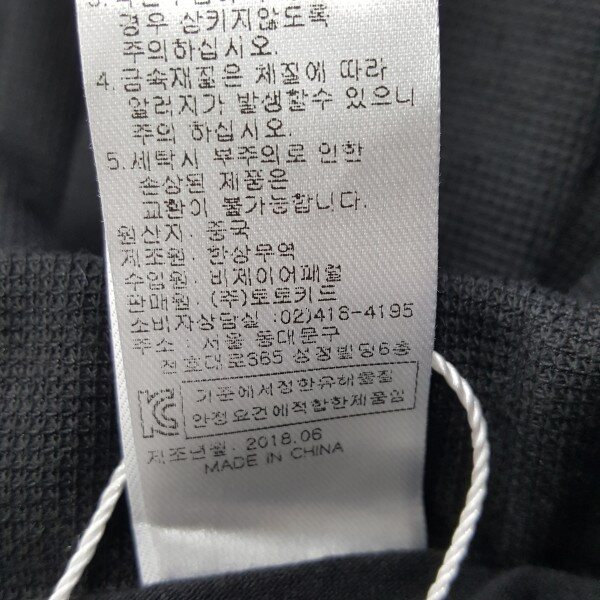 경우 삼키지않도록
주의하십시오.
4.금속재질은 체질에 따라
알러지가 발생할수 있으니
주의 하십시오.
5.세탁시 부주의로 인한
손상된 제품은
교환이 불가능합니다.
원산지: 중국
제조원: 한상무역
수입원: 비제이어패럴
판매원: (주)토토키드
소비자상담실 :02)418-4195
주소: 서울 동대문구
천호대로365 성정빌딩6층
KC
기준에서정한유해물질
안정요건에적합한제품임
제조년월: 2018.06
MADE IN CHINA